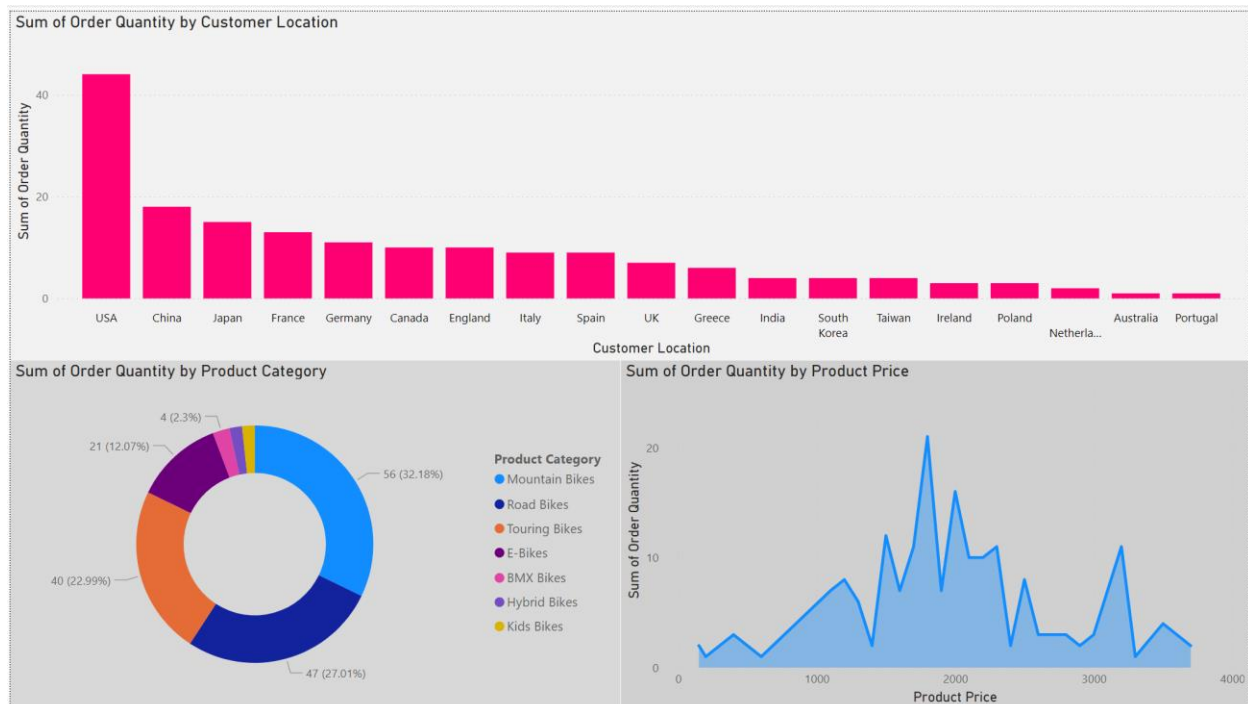 Sum of Order Quantity by Customer Location
Sum of Order Quantity
40
20
0
USA
China
Japan
France
Germany
Canada
England
Italy
Spain
UK
Greece
India
South
Korea
Taiwan
Ireland
Poland
Netherla...
Australia
Portugal
Customer Location
Sum of Order Quantity by Product Category
4 (2.3%)
21 (12.07%)
56 (32.18%)
40 (22.99%)
47 (27.01%)
Product Category
Mountain Bikes
Road Bikes
Touring Bikes
E-Bikes
BMX Bikes
Hybrid Bikes
Kids Bikes
Sum of Order Quantity by Product Price
Sum of Order Quantity
20
10
0
0
1000
2000
3000
4000
Product Price